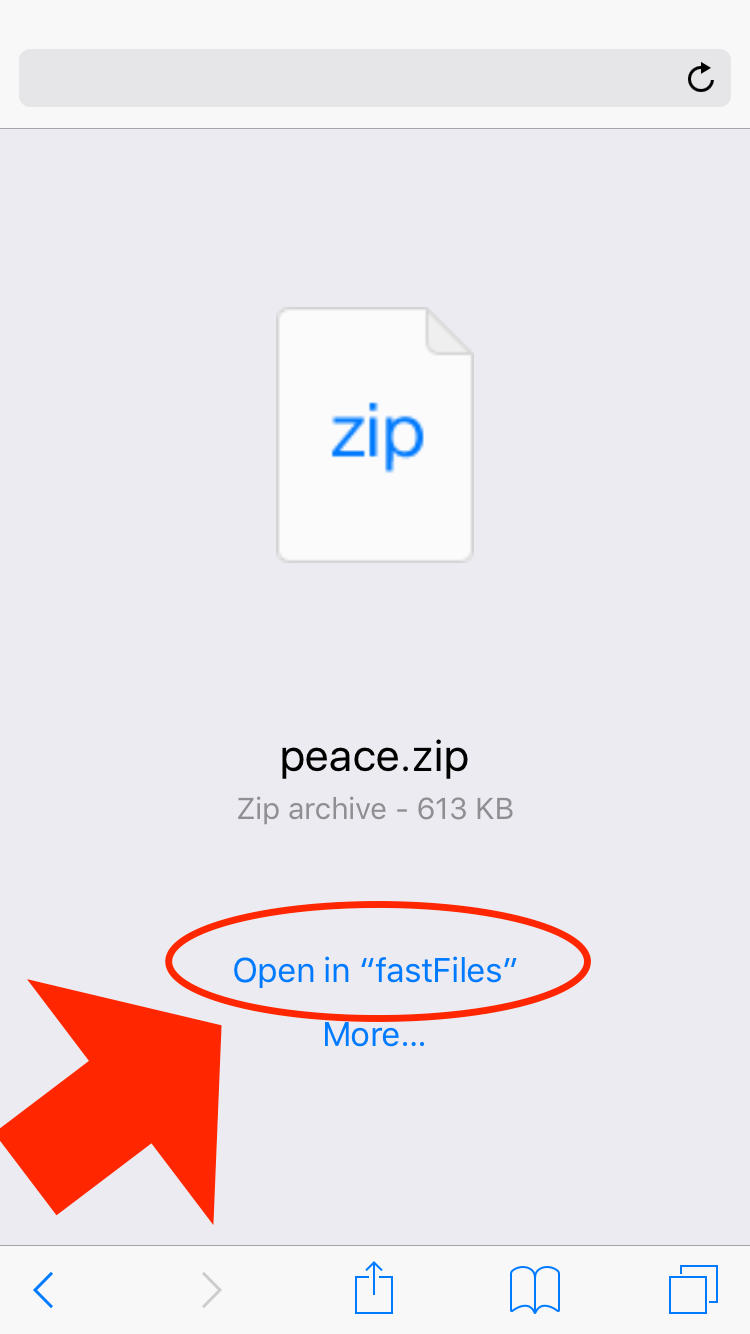 zip
peace.zip
Zip archive - 613 KB
Open in “fastFiles”
More...